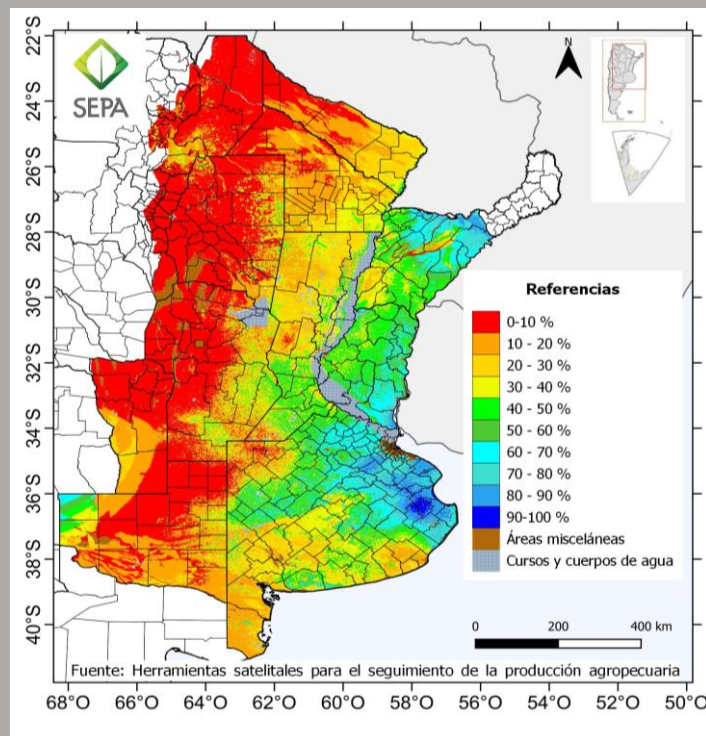 SEPA
N
22°S
24°S
26°S
28°S
30°S
32°S
34°S
36°S
38°S
40°S
Referencias
0-10 %
10 - 20 %
20 - 30 %
30 - 40 %
40 - 50 %
50 - 60 %
60 - 70 %
70 - 80 %
80 - 90 %
90-100 %
Áreas misceláneas
Cursos y cuerpos de agua
0 200 400 km
Fuente: Herramientas satelitales para el seguimiento de la producción agropecuaria
68°O 66°O 64°O 62°O 60°O 58°O 56°O 54°O 52°O 50°O